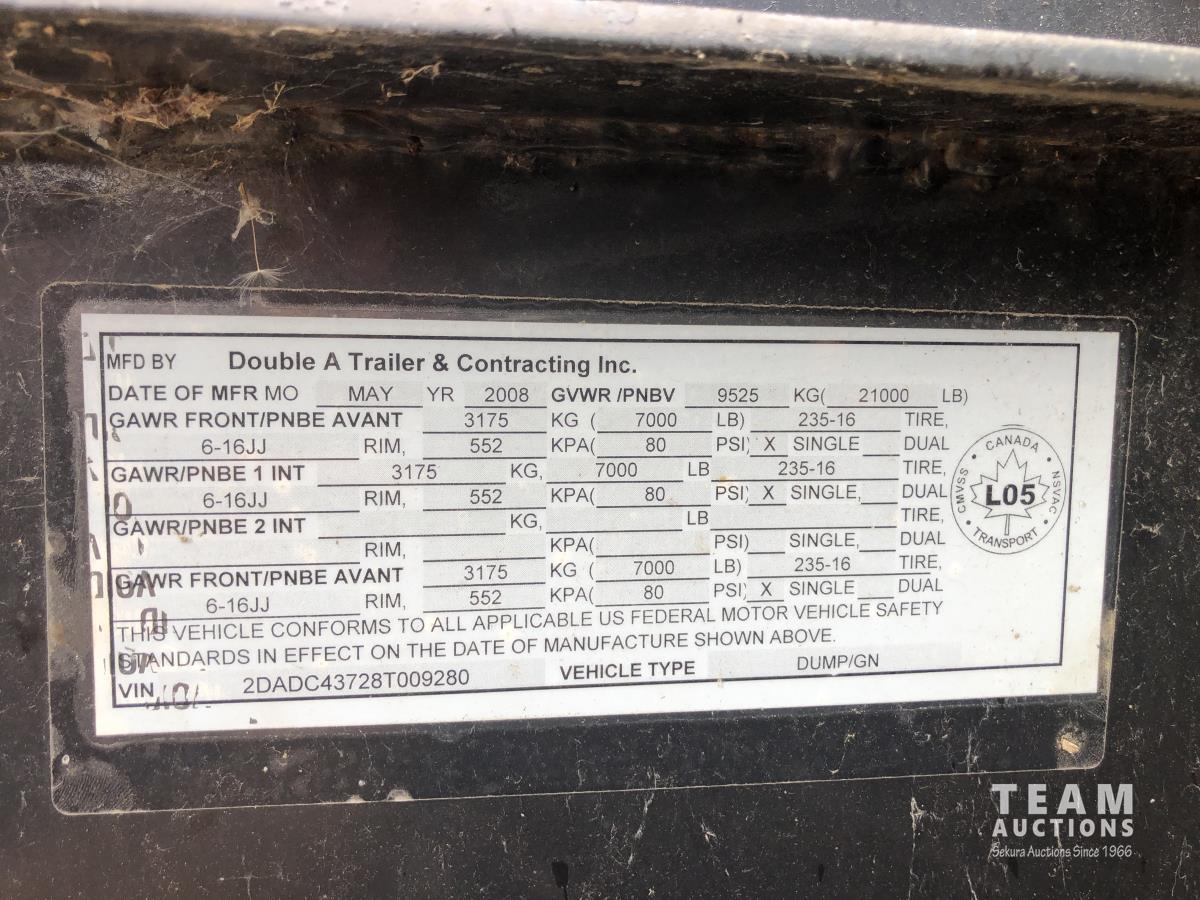 MFD BY Double A Trailer & Contracting Inc.
DATE OF MFR MO MAY YR 2008 GVWR /PNBV 9525 KG( 21000 LB)
GAWR FRONT/PNBE AVANT 3175 KG ( 7000 LB) 235-16 TIRE,
6-16JJ RIM, 552 KPA( 80 PSI) X SINGLE DUAL
GAWR/PNBE 1 INT 3175 KG, 7000 LB 235-16 TIRE,
6-16JJ RIM, 552 KPA( 80 PSI) X SINGLE, DUAL
GAWR/PNBE 2 INT KG, LB TIRE,
RIM, KPA( PSI) SINGLE, DUAL
GAWR FRONT/PNBE AVANT 3175 KG ( 7000 LB) 235-16 TIRE,
6-16JJ RIM, 552 KPA( 80 PSI) X SINGLE DUAL
THIS VEHICLE CONFORMS TO ALL APPLICABLE US FEDERAL MOTOR VEHICLE SAFETY
STANDARDS IN EFFECT ON THE DATE OF MANUFACTURE SHOWN ABOVE.
VIN 2DADC43728T009280 VEHICLE TYPE DUMP/GN
CANADA
CMVSS
L05
NSVAC
TRANSPORT
TEAM
AUCTIONS
Sekura Auctions Since 1966